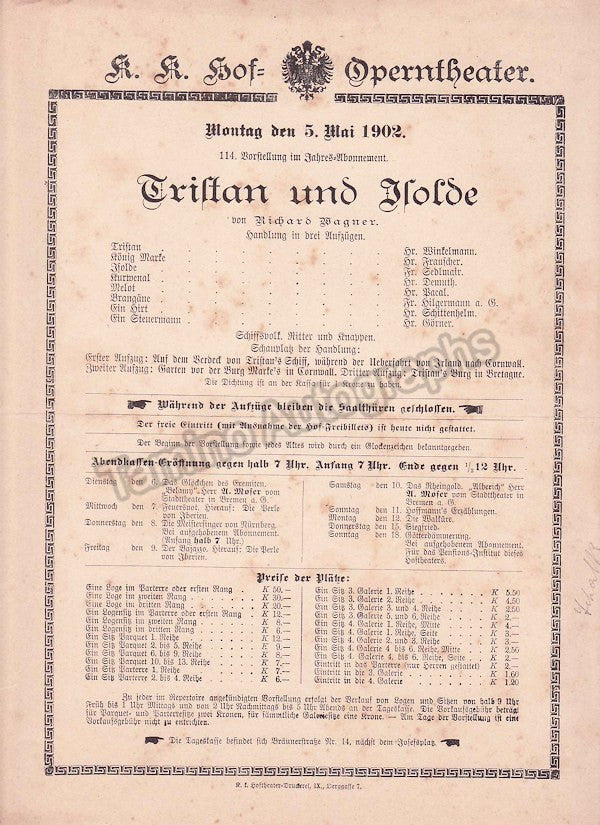 K. K. Hof= Operntheater.
Montag den 5. Mai 1902.
114. Vorstellung im Jahres-Abonnement.
Tristan und Isolde
von Richard Wagner.
Handlung in drei Aufzügen.
Tristan . . . . . . . Hr. Winkelmann.
König Marke . . . . . . . Hr. Frauscher.
Isolde . . . . . . . Fr. Sedlmair.
Kurwenal . . . . . . . Hr. Demuth.
Melot . . . . . . . Hr. Pacal.
Brangäne . . . . . . . Fr. Hilgermann a. G.
Ein Hirt . . . . . . . Hr. Schittenhelm.
Ein Steuermann . . . . . . . Hr. Görner.
Schiffsvolk. Ritter und Knappen.
Schauplatz der Handlung:
Erster Aufzug: Auf dem Verdeck von Tristan's Schiff, während der Ueberfahrt von Irland nach Cornwall.
Zweiter Aufzug: Garten vor der Burg Marke's in Cornwall. Dritter Aufzug: Tristan's Burg in Bretagne.
Die Dichtung ist an der Kassa für 1 Krone zu haben.
Während der Aufzüge bleiben die Saalthüren geschlossen.
Der freie Eintritt (mit Ausnahme der Hof-Freibillets) ist heute nicht gestattet.
Der Beginn der Vorstellung sowie jedes Aktes wird durch ein Glockenzeichen bekanntgegeben.
Abendkassen-Eröffnung gegen halb 7 Uhr. Anfang 7 Uhr. Ende gegen 1/2 12 Uhr.
Dienstag den 6. Das Glöckchen des Eremiten.
"Belamy" Herr A. Moser vom
Stadttheater in Bremen a. G.
Mittwoch den 7. Feuersnot. Hierauf: Die Perle
von Iberien.
Donnerstag den 8. Die Meistersinger von Nürnberg.
Bei aufgehobenem Abonnement.
(Anfang halb 7 Uhr.)
Freitag den 9. Der Bajazzo. Hierauf: Die Perle
von Iberien.
Samstag den 10. Das Rheingold. "Alberich" Herr
A. Moser vom Stadttheater in
Bremen a. G.
Sonntag den 11. Hoffmann's Erzählungen.
Montag den 12. Die Walküre.
Donnerstag den 15. Siegfried.
Sonntag den 18. Götterdämmerung.
Bei aufgehobenem Abonnement.
Für das Pensions-Institut dieses
Hoftheaters.
Preise der Plätze:
Eine Loge im Parterre oder ersten Rang . K 50.—
Eine Loge im zweiten Rang . . . K 30.—
Eine Loge im dritten Rang . . . K 20.—
Ein Logensitz im Parterre oder ersten Rang . K 12.—
Ein Logensitz im zweiten Rang . . . K 8.—
Ein Logensitz im dritten Rang . . . K 6.—
Ein Sitz Parquet 1. Reihe . . . K 12.—
Ein Sitz Parquet 2. bis 5. Reihe . . . K 9.—
Ein Sitz Parquet 6. bis 9. Reihe . . . K 8.—
Ein Sitz Parquet 10. bis 13. Reihe . . . K 7.—
Ein Sitz Parterre 1. Reihe . . . K 7.—
Ein Sitz Parterre 2. bis 4. Reihe . . . K 6.—
Ein Sitz 3. Galerie 1. Reihe . . . K 5.50
Ein Sitz 3. Galerie 2. Reihe . . . K 4.50
Ein Sitz 3. Galerie 3. und 4. Reihe . . . K 2.50
Ein Sitz 3. Galerie 5. und 6. Reihe . . . K 2.—
Ein Sitz 4. Galerie 1. Reihe, Mitte . . . K 4.—
Ein Sitz 4. Galerie 1. Reihe, Seite . . . K 3.—
Ein Sitz 4. Galerie 2. und 3. Reihe . . . K 3.—
Ein Sitz 4. Galerie 4. bis 6. Reihe, Mitte . . K 2.50
Ein Sitz 4. Galerie 4. bis 6. Reihe, Seite . . K 2.—
Eintritt in das Parterre (nur Herren gestattet) . K 2.—
Eintritt in die 3. Galerie . . . K 1.60
Eintritt in die 4. Galerie . . . K 1.20
Zu jeder im Repertoire angekündigten Vorstellung erfolgt der Verkauf von Logen und Sitzen von halb 9 Uhr
Früh bis 1 Uhr Mittags und von 2 Uhr Nachmittags bis 5 Uhr Abends an der Tageskasse. Die Vorkaufsgebühr beträgt
für Parquet- und Parterresitze zwei Kronen, für sämmtliche Galeriesitze eine Krone. — Am Tage der Vorstellung ist eine
Vorkaufsgebühr nicht zu entrichten.
Die Tageskasse befindet sich Bräunerstraße Nr. 14, nächst dem Josefsplatz.
K. k. Hoftheater-Druckerei, IX., Berggasse 7.
Tamino Autographs